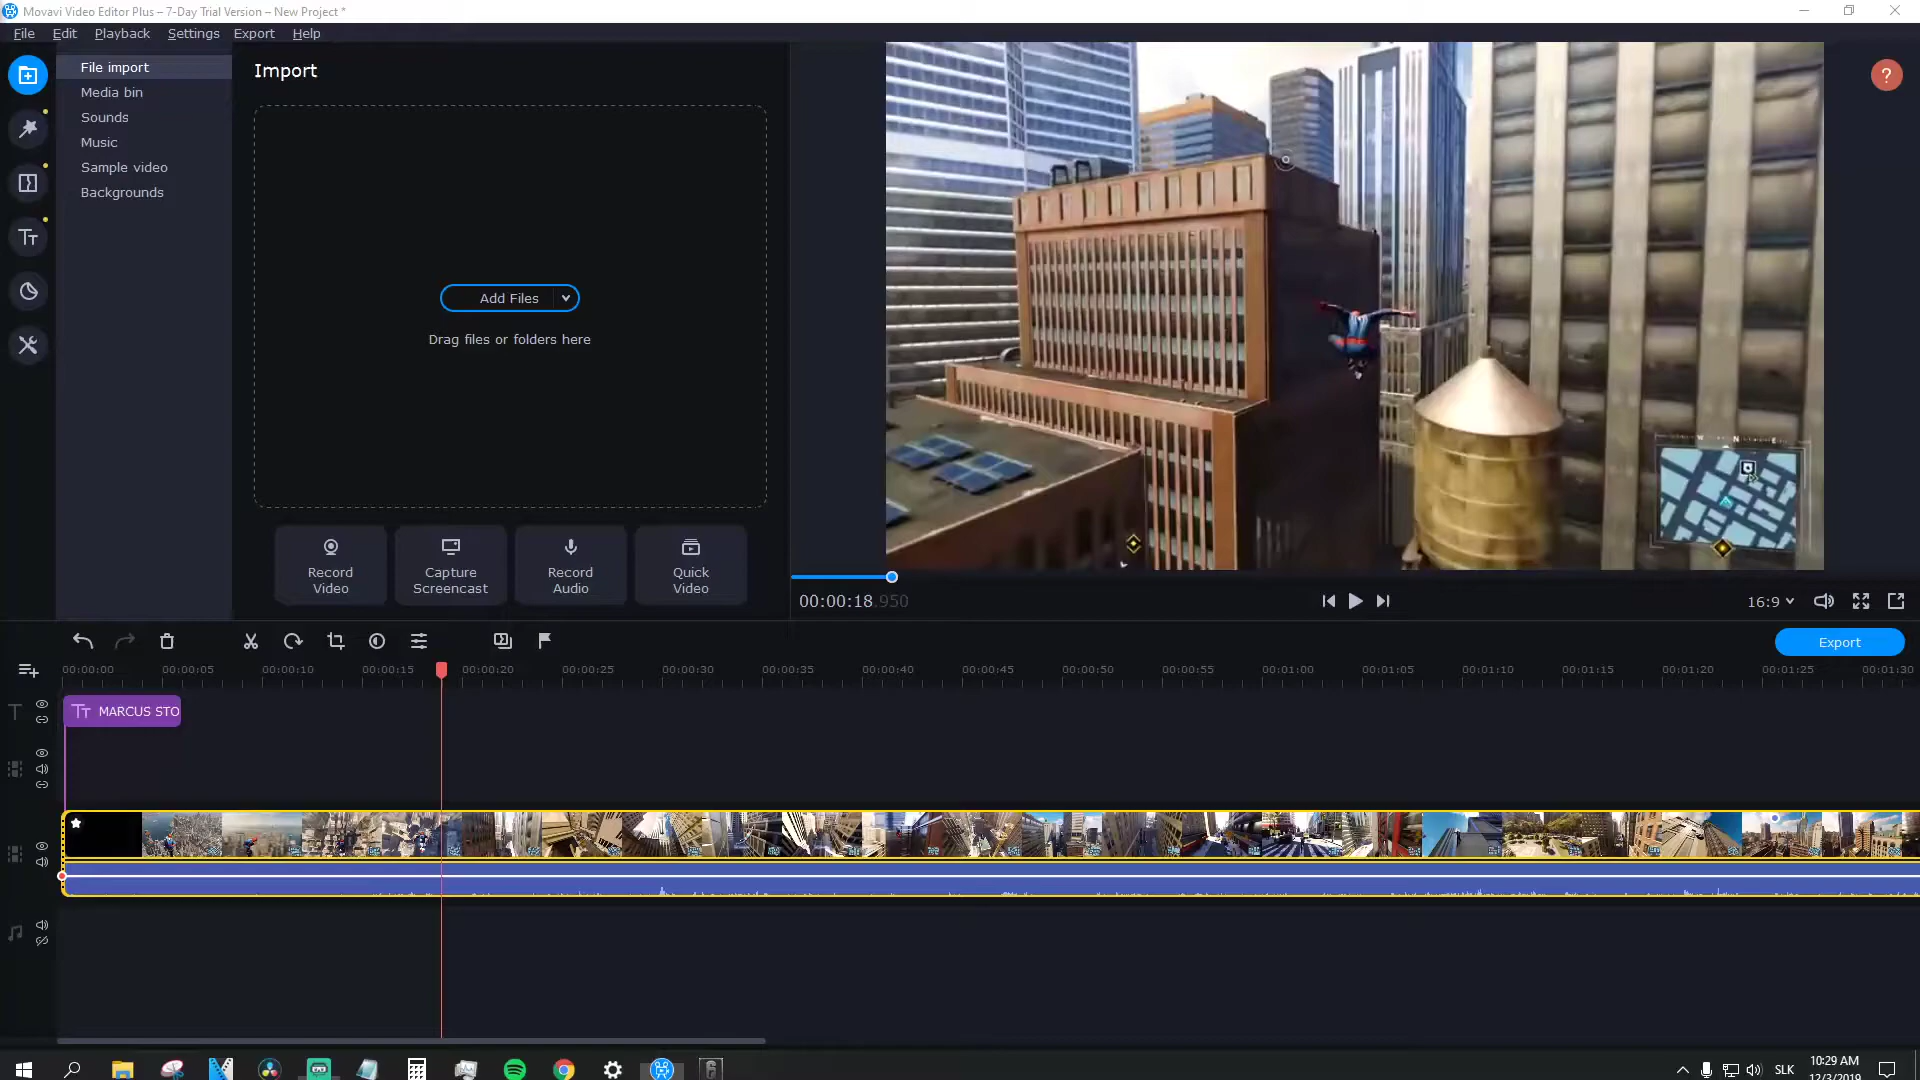 Movavi Video Editor Plus – 7-Day Trial Version – New Project *
File Edit Playback Settings Export Help
File import
Media bin
Sounds
Music
Sample video
Backgrounds
Import
Add Files
Drag files or folders here
Record Video
Capture Screencast
Record Audio
Quick Video
W N E
?
00:00:18.950
16:9
Export
00:00:00 00:00:05 00:00:10 00:00:15 00:00:20 00:00:25 00:00:30 00:00:35 00:00:40 00:00:45 00:00:50 00:00:55 00:01:00 00:01:05 00:01:10 00:01:15 00:01:20 00:01:25 00:01:30
Tт MARCUS STO
SLK
10:29 AM
12/3/2019